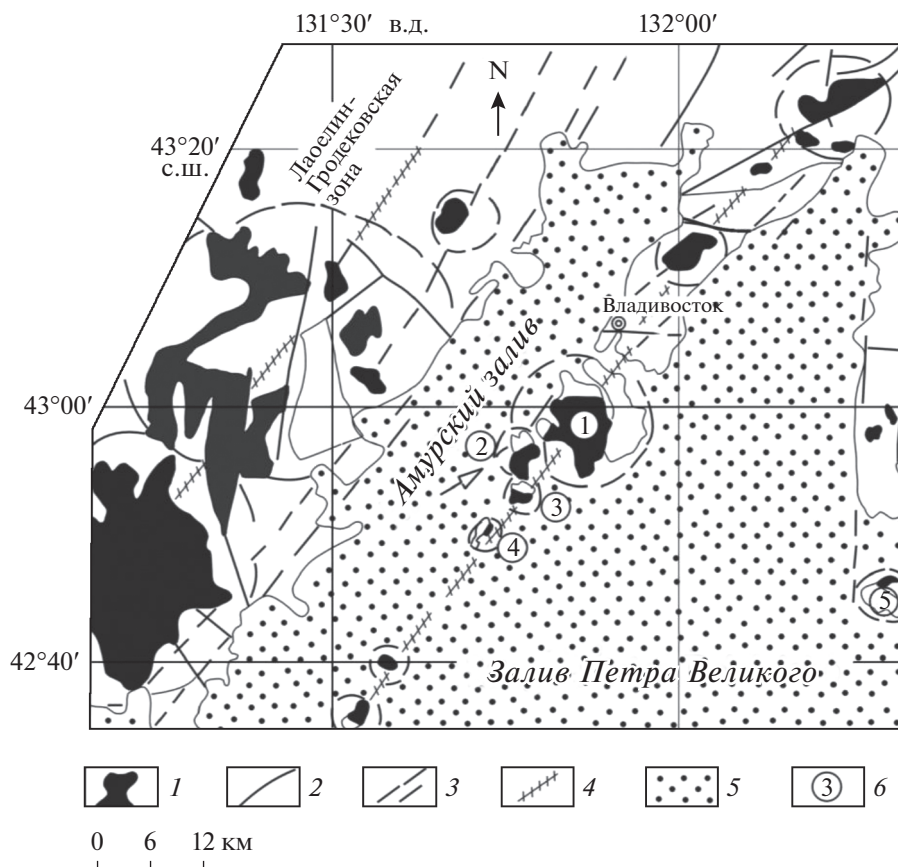 131°30′ в.д. 132°00′
N
43°20′
с.ш.
Лаоелин-
Гродековская
зона
Владивосток
Амурский залив
43°00′
1
2
3
4
5
42°40′
Залив Петра Великого
1 2 3 4 5 3 6
0 6 12 км